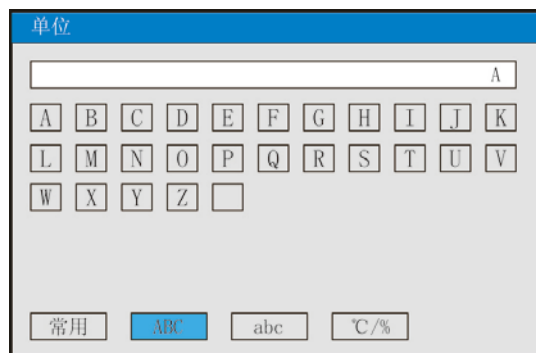 单位
A
A B C D E F G H I J K
L M N O P Q R S T U V
W X Y Z
常用 ABC abc ℃/%